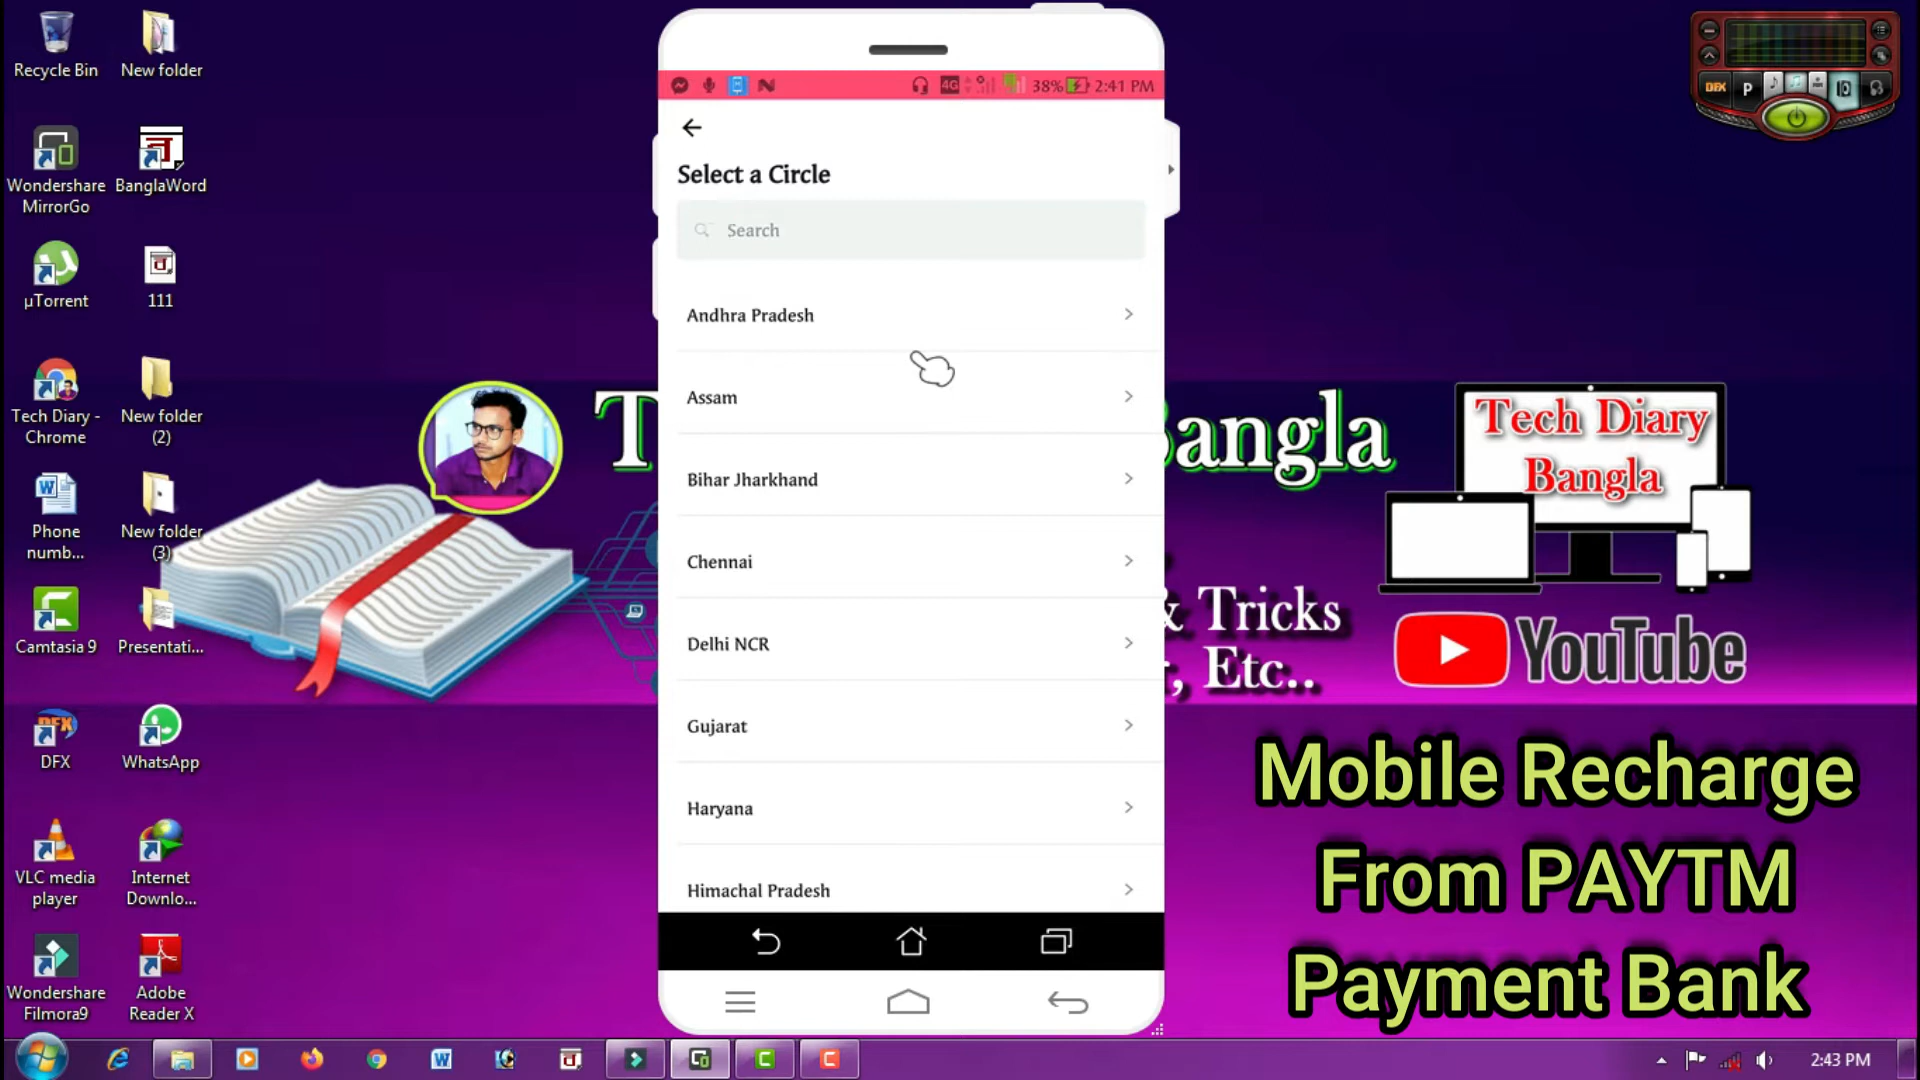 Recycle Bin
New folder
Wondershare
MirrorGo
BanglaWord
µTorrent
111
Tech Diary -
Chrome
New folder
(2)
Phone
numb...
New folder
(3)
Camtasia 9
Presentati...
DFX
WhatsApp
VLC media
player
Internet
Downlo...
Wondershare
Filmora9
Adobe
Reader X
4G
38%
2:41 PM
Select a Circle
Search
Andhra Pradesh
Assam
Bihar Jharkhand
Chennai
Delhi NCR
Gujarat
Haryana
Himachal Pradesh
DFX
P
T
angla
Tech Diary
Bangla
& Tricks
, Etc..
YouTube
Mobile Recharge
From PAYTM
Payment Bank
2:43 PM